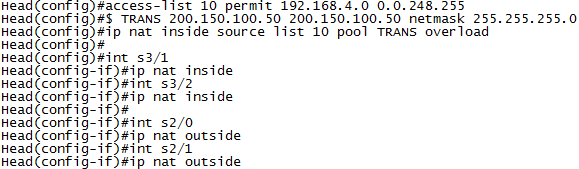 Head(config)#access-list 10 permit 192.168.4.0 0.0.248.255
Head(config)#$ TRANS 200.150.100.50 200.150.100.50 netmask 255.255.255.0
Head(config)#ip nat inside source list 10 pool TRANS overload
Head(config)#
Head(config)#int s3/1
Head(config-if)#ip nat inside
Head(config-if)#int s3/2
Head(config-if)#ip nat inside
Head(config-if)#
Head(config-if)#int s2/0
Head(config-if)#ip nat outside
Head(config-if)#int s2/1
Head(config-if)#ip nat outside